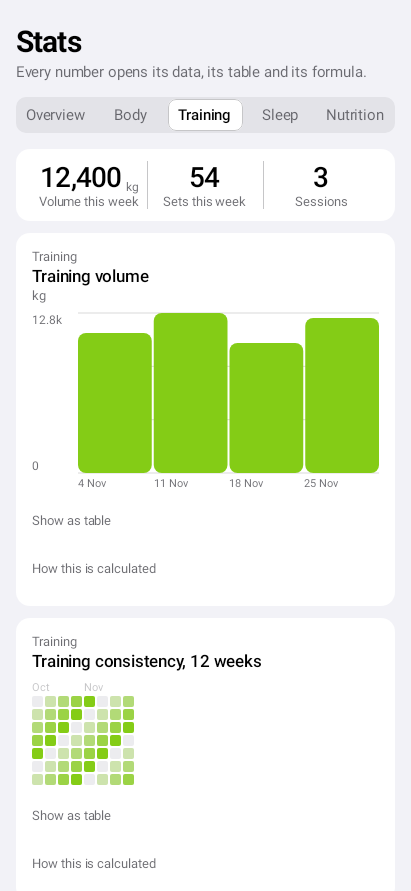 Stats
Every number opens its data, its table and its formula.
Overview Body Training Sleep Nutrition
12,400 kg 54 3
Volume this week Sets this week Sessions
Training
Training volume
kg
12.8k
0
4 Nov 11 Nov 18 Nov 25 Nov
Show as table
How this is calculated
Training
Training consistency, 12 weeks
Oct Nov
Show as table
How this is calculated